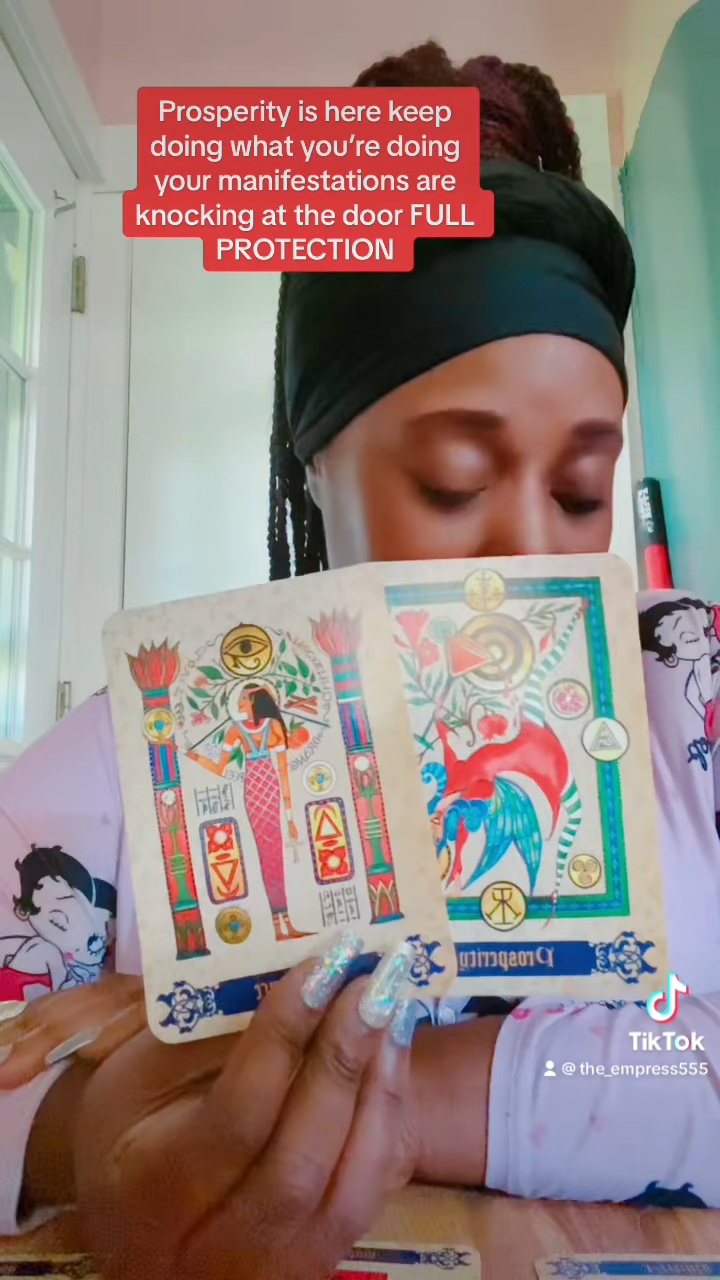 Prosperity is here keep
doing what you’re doing
your manifestations are
knocking at the door FULL
PROTECTION
Prosperity
TikTok
@the_empress555